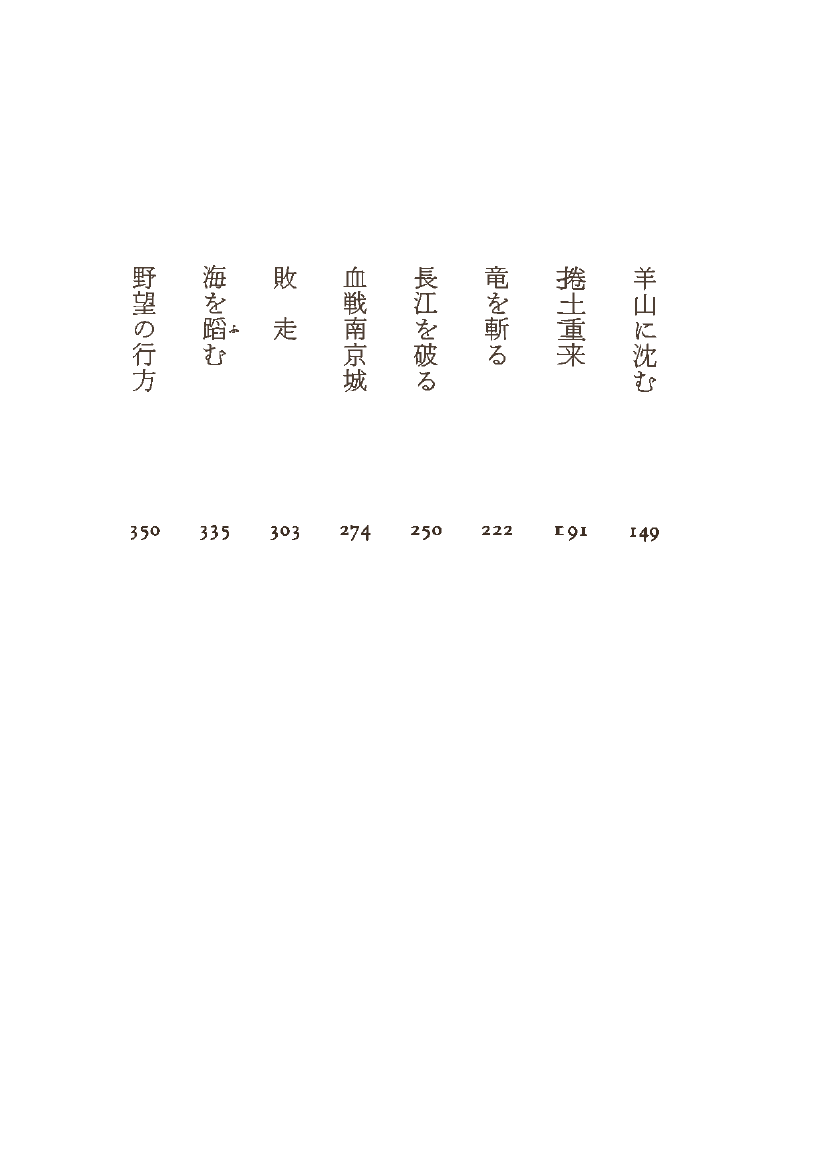 羊山に沈む 149
捲土重来 191
竜を斬る 222
長江を破る 250
血戦南京城 274
敗走 303
海を蹈む 335
ふ
野望の行方 350